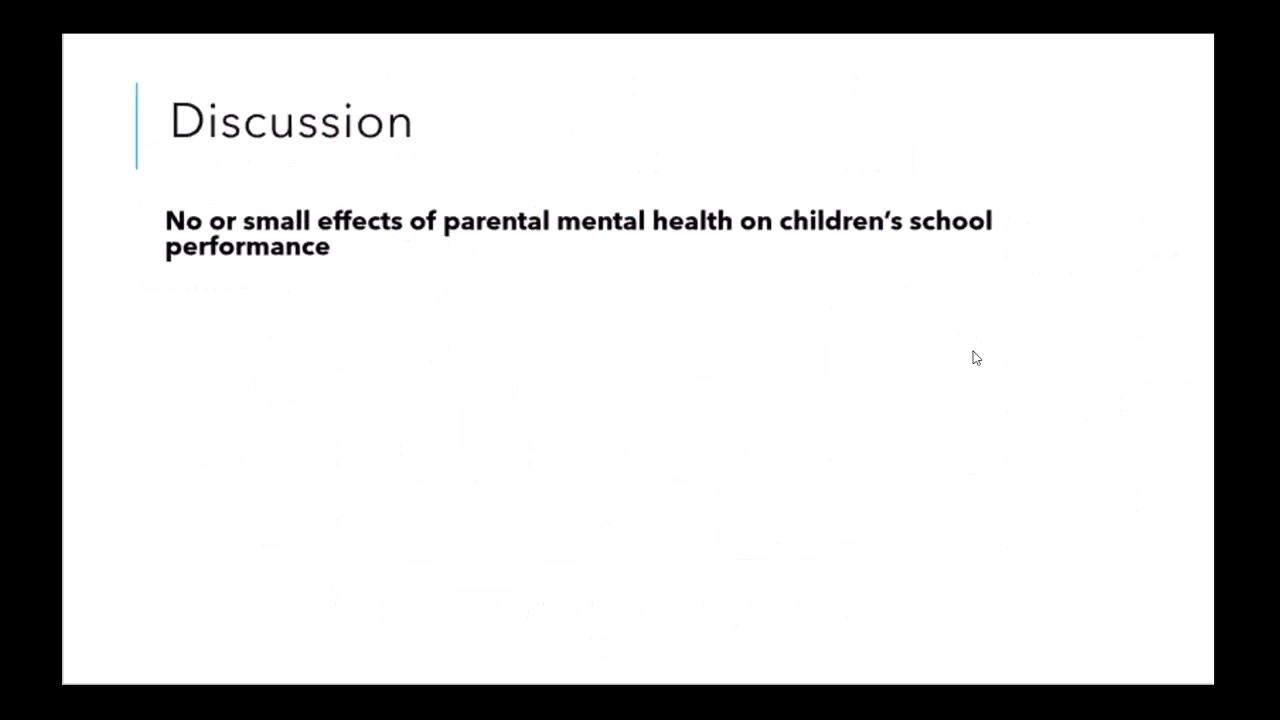 Discussion
No or small effects of parental mental health on children’s school
performance